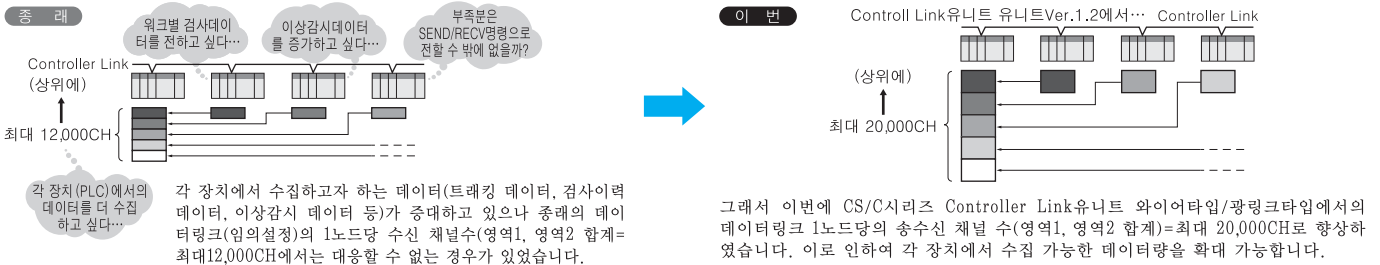 종 래
워크별 검사데이
터를 전하고 싶다…
이상감시데이터
를 증가하고 싶다…
부족분은
SEND/RECV명령으로
전할 수 밖에 없을까?
Controller Link
(상위에)
최대 12,000CH
각 장치(PLC)에서의
데이터를 더 수집
하고 싶다…
각 장치에서 수집하고자 하는 데이터(트래킹 데이터, 검사이력
데이터, 이상감시 데이터 등)가 증대하고 있으나 종래의 데이
터링크(임의설정)의 1노드당 수신 채널수(영역1, 영역2 합계=
최대12,000CH에서는 대응할 수 없는 경우가 있었습니다.
이 번
Controll Link유니트 유니트Ver.1.2에서… Controller Link
(상위에)
최대 20,000CH
그래서 이번에 CS/C시리즈 Controller Link유니트 와이어타입/광링크타입에서의
데이터링크 1노드당의 송수신 채널 수(영역1, 영역2 합계)=최대 20,000CH로 향상하
였습니다. 이로 인하여 각 장치에서 수집 가능한 데이터량을 확대 가능합니다.